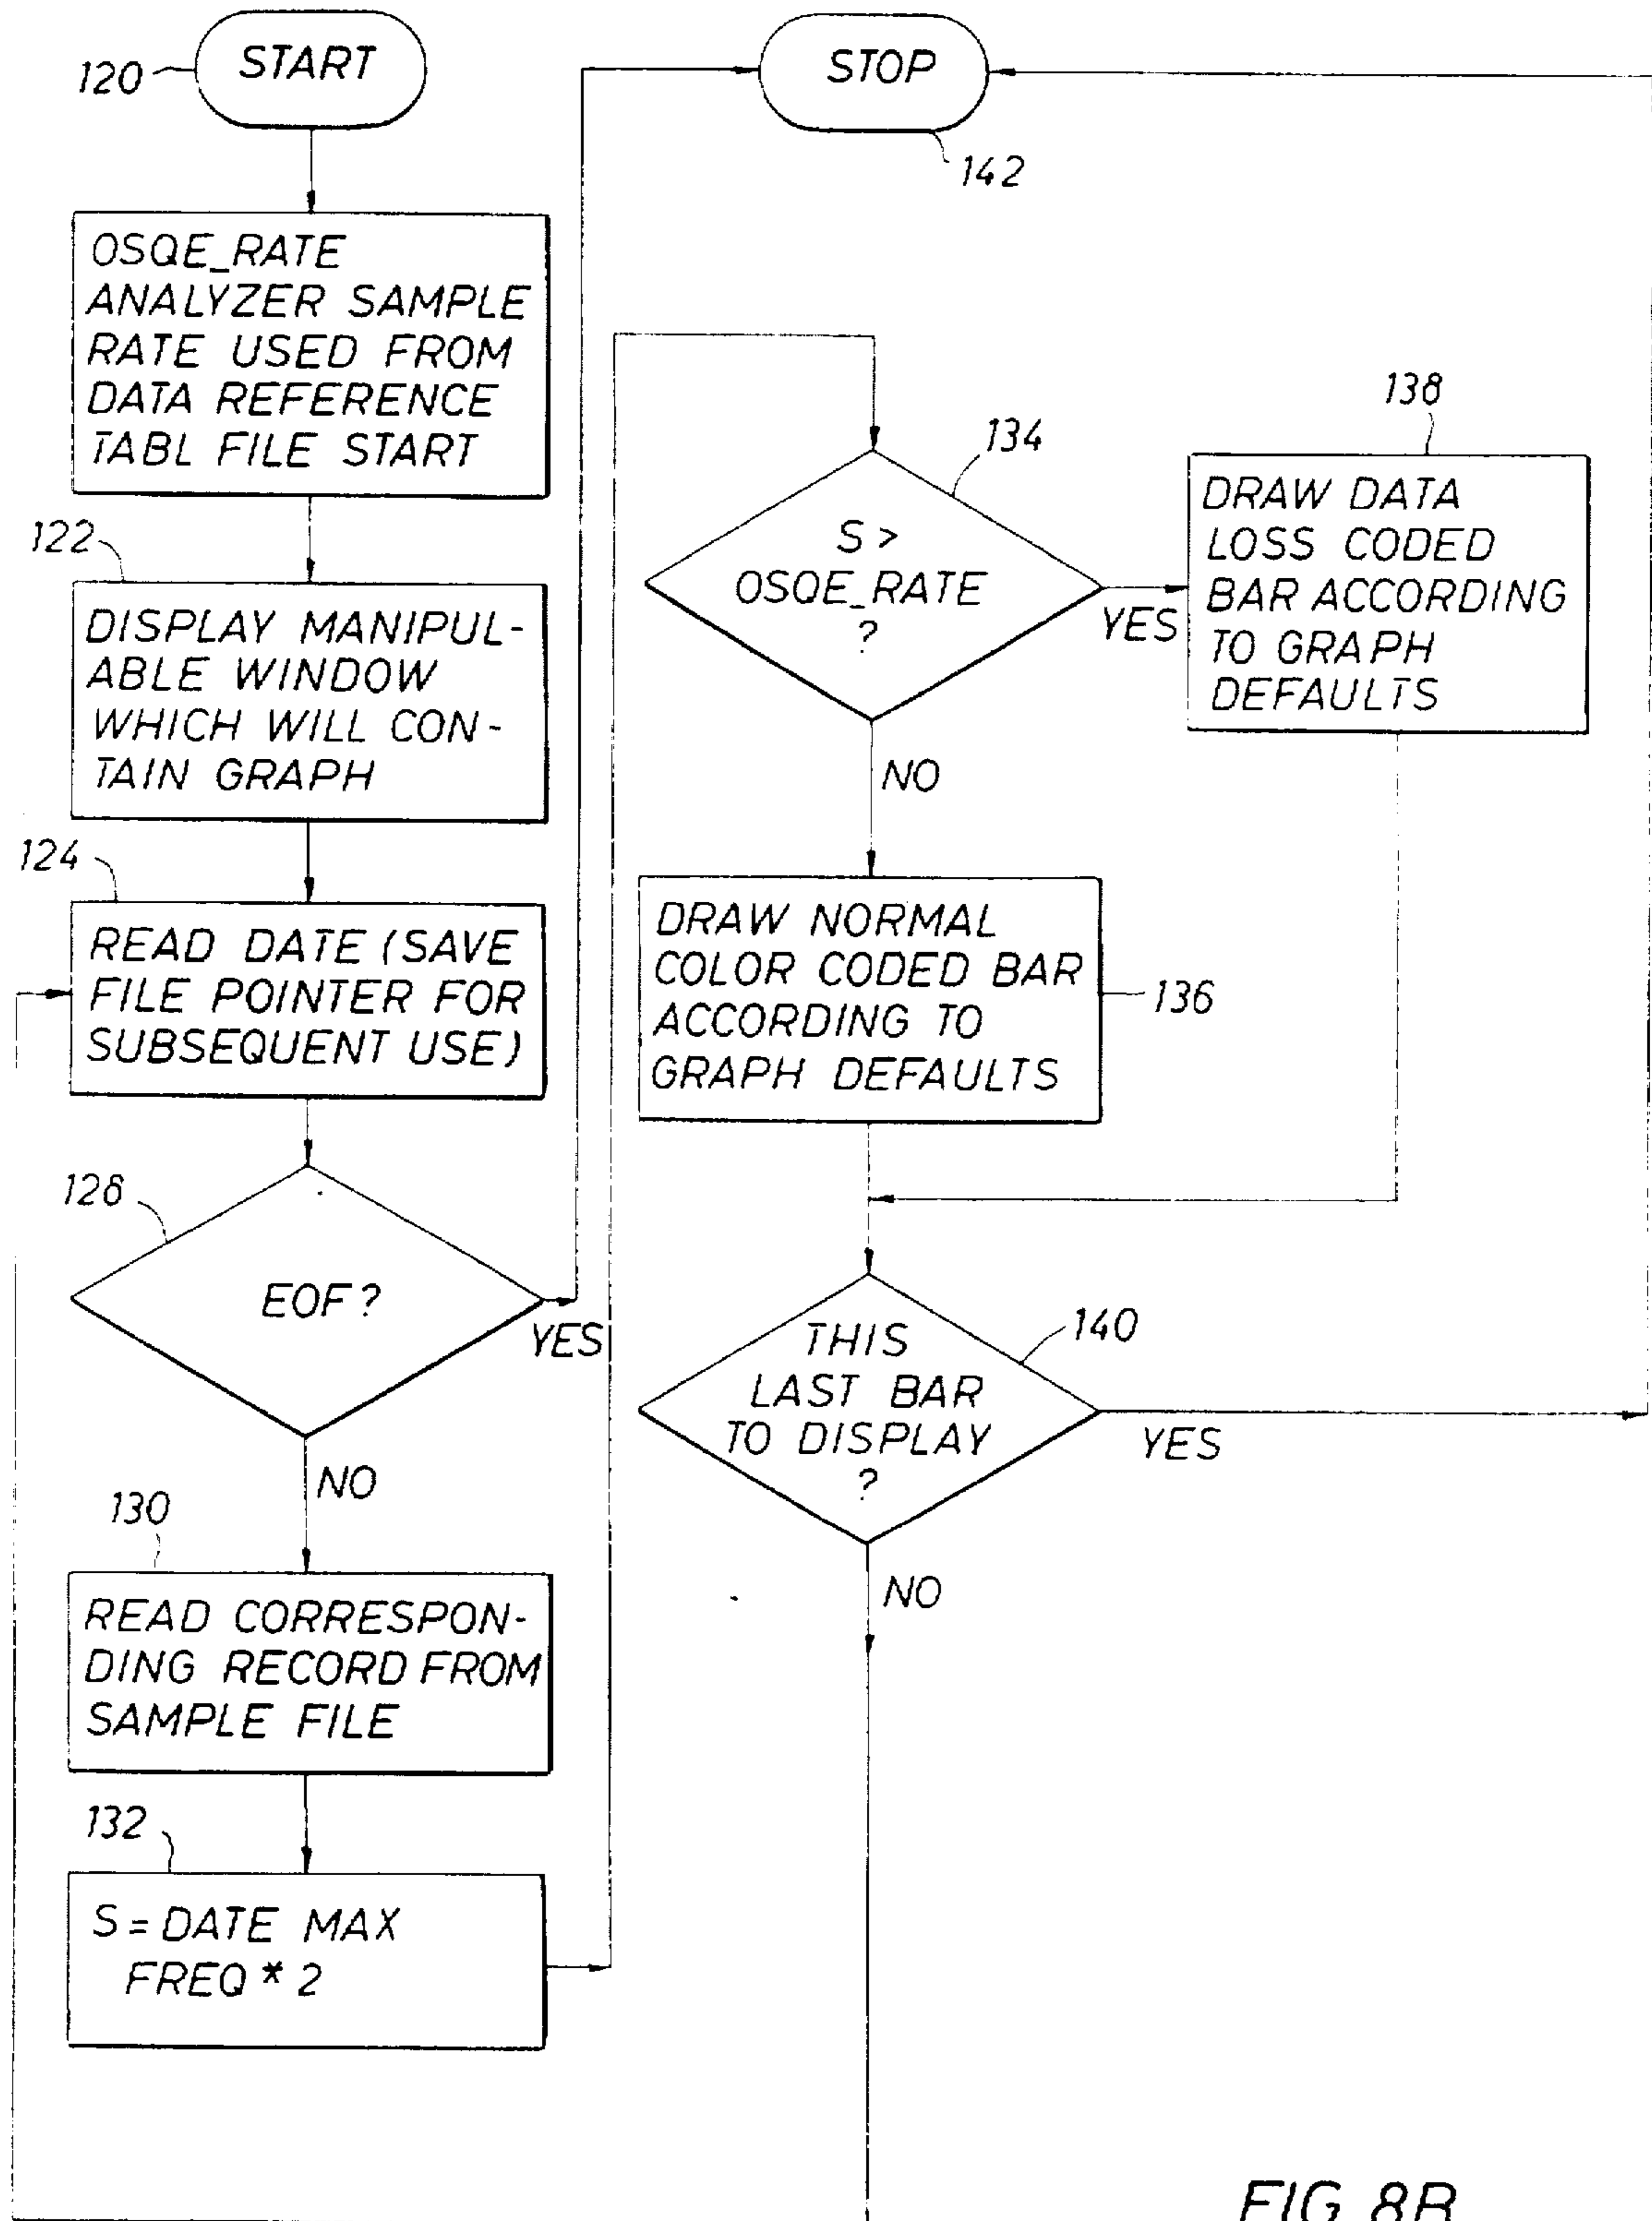 120
START
OSQE_RATE
ANALYZER SAMPLE
RATE USED FROM
DATA REFERENCE
TABL FILE START
122
DISPLAY MANIPUL-
ABLE WINDOW
WHICH WILL CON-
TAIN GRAPH
124
READ DATE (SAVE
FILE POINTER FOR
SUBSEQUENT USE)
128
EOF?
YES
NO
130
READ CORRESPON-
DING RECORD FROM
SAMPLE FILE
132
S = DATE MAX
FREQ * 2
STOP
142
134
S >
OSQE_RATE
?
YES
NO
138
DRAW DATA
LOSS CODED
BAR ACCORDING
TO GRAPH
DEFAULTS
DRAW NORMAL
COLOR CODED BAR
ACCORDING TO
GRAPH DEFAULTS
136
THIS
LAST BAR
TO DISPLAY
?
140
YES
NO
FIG. 8B